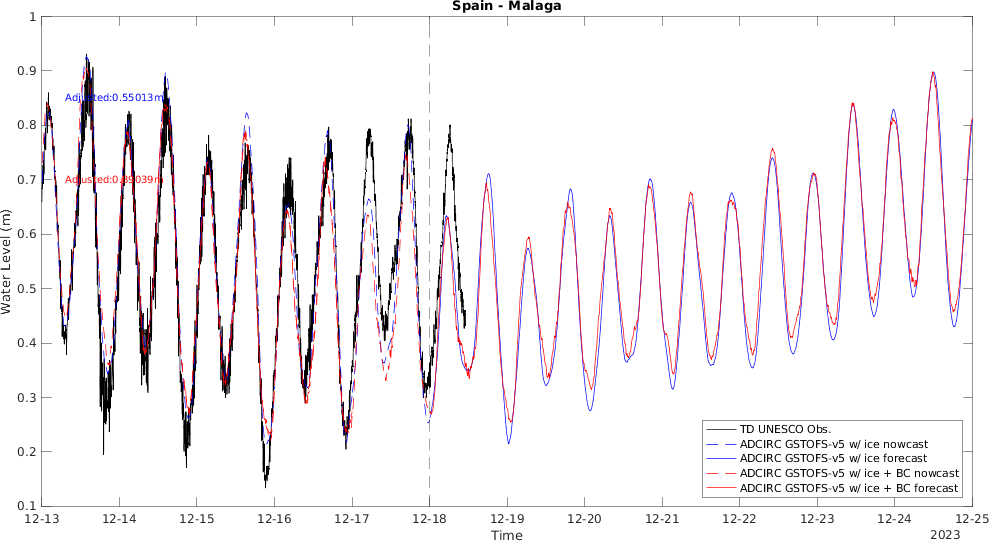 Spain - Malaga
Water Level (m)
1
0.9
0.8
0.7
0.6
0.5
0.4
0.3
0.2
0.1
Adjusted:0.55013m
TD UNESCO Obs.
ADCIRC GSTOFS-v5 w/ ice nowcast
ADCIRC GSTOFS-v5 w/ ice forecast
ADCIRC GSTOFS-v5 w/ ice + BC nowcast
ADCIRC GSTOFS-v5 w/ ice + BC forecast
12-13 12-14 12-15 12-16 12-17 12-18 12-19 12-20 12-21 12-22 12-23 12-24 12-25
Time
2023